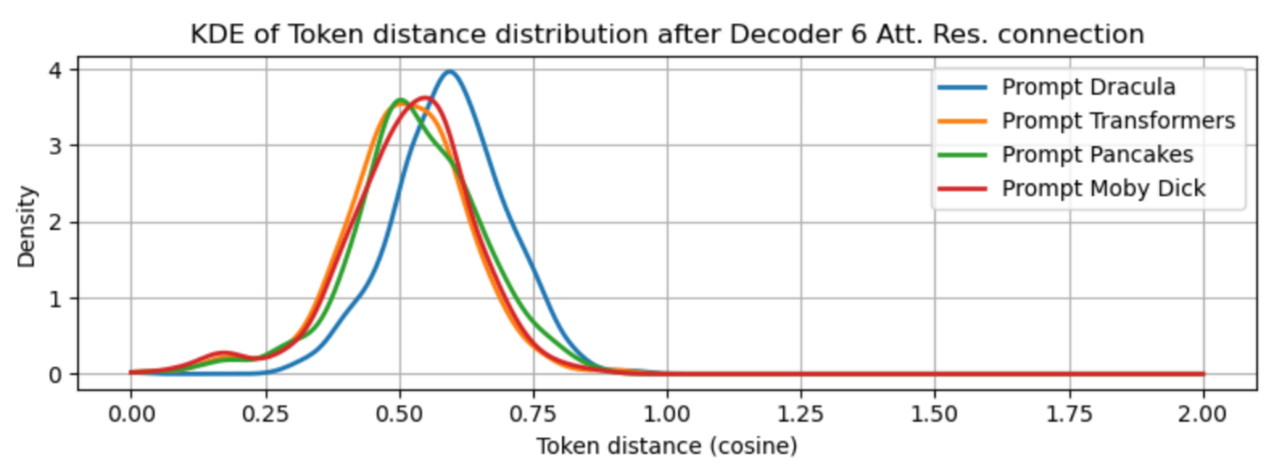 KDE of Token distance distribution after Decoder 6 Att. Res. connection
Prompt Dracula
Prompt Transformers
Prompt Pancakes
Prompt Moby Dick
Density
4
3
2
1
0
0.00 0.25 0.50 0.75 1.00 1.25 1.50 1.75 2.00
Token distance (cosine)